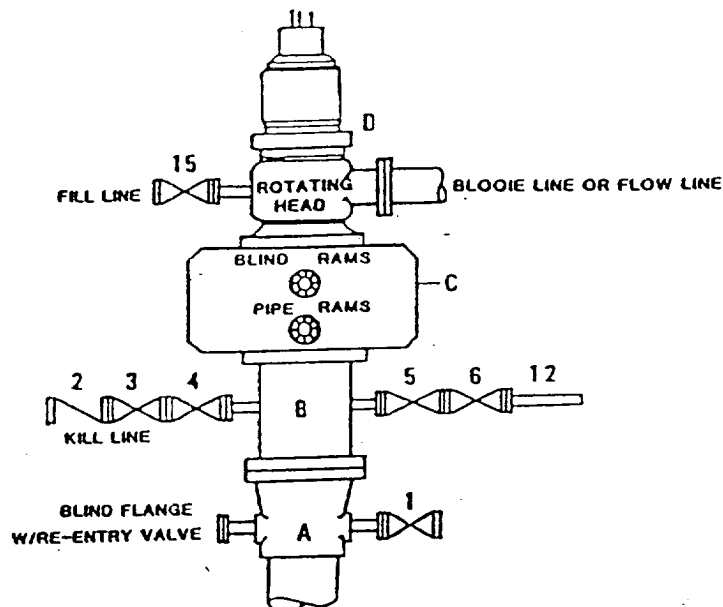 D
15
FILL LINE
ROTATING
HEAD
BLOOIE LINE OR FLOW LINE
BLIND RAMS
C
PIPE RAMS
2 3 4
5 6 12
B
KILL LINE
BLIND FLANGE
W/RE-ENTRY VALVE
1
A